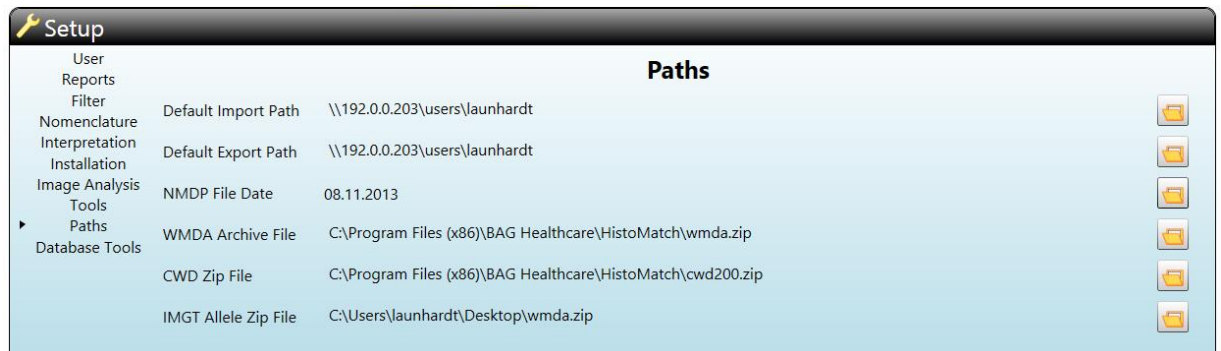 Setup
Paths
User
Reports
Filter
Nomenclature
Interpretation
Installation
Image Analysis
Tools
Paths
Database Tools
Default Import Path \\192.0.0.203\users\launhardt
Default Export Path \\192.0.0.203\users\launhardt
NMDP File Date 08.11.2013
WMDA Archive File C:\Program Files (x86)\BAG Healthcare\HistoMatch\wmda.zip
CWD Zip File C:\Program Files (x86)\BAG Healthcare\HistoMatch\cwd200.zip
IMGT Allele Zip File C:\Users\launhardt\Desktop\wmda.zip